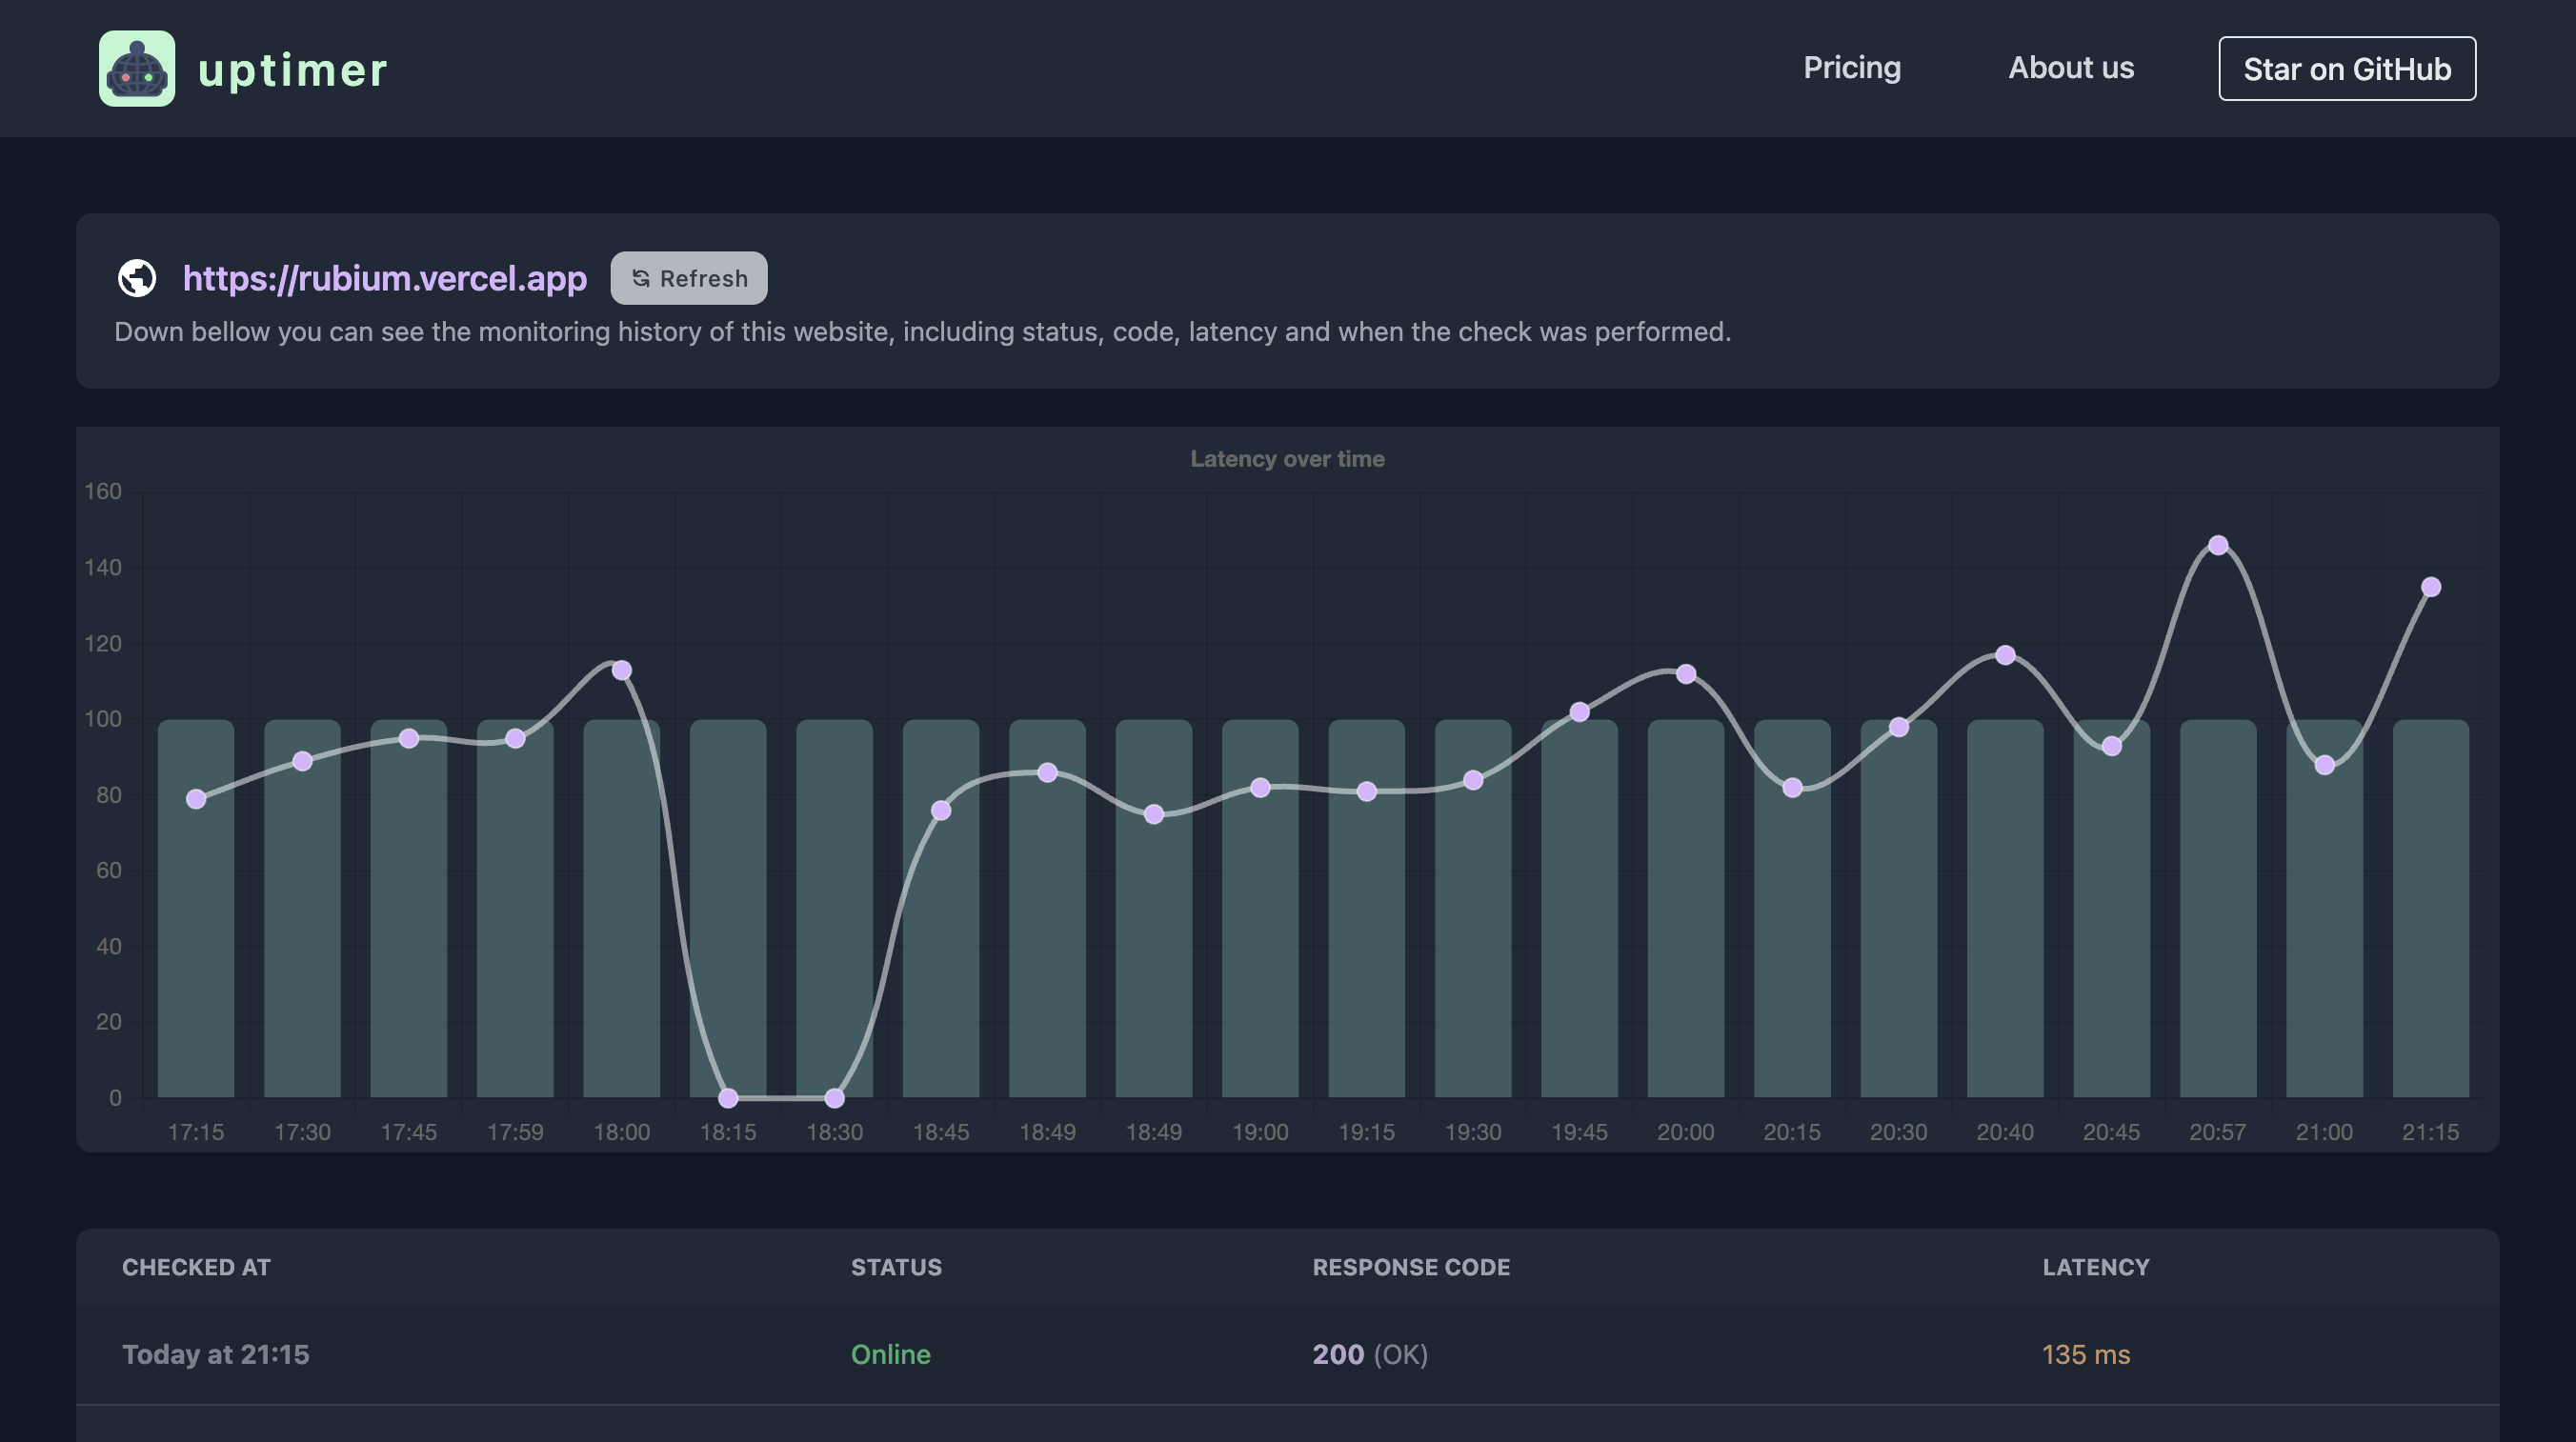 uptimer
Pricing
About us
Star on GitHub
https://rubium.vercel.app
Refresh
Down bellow you can see the monitoring history of this website, including status, code, latency and when the check was performed.
Latency over time
160
140
120
100
80
60
40
20
0
17:15 17:30 17:45 17:59 18:00 18:15 18:30 18:45 18:49 18:49 19:00 19:15 19:30 19:45 20:00 20:15 20:30 20:40 20:45 20:57 21:00 21:15
CHECKED AT STATUS RESPONSE CODE LATENCY
Today at 21:15 Online 200 (OK) 135 ms